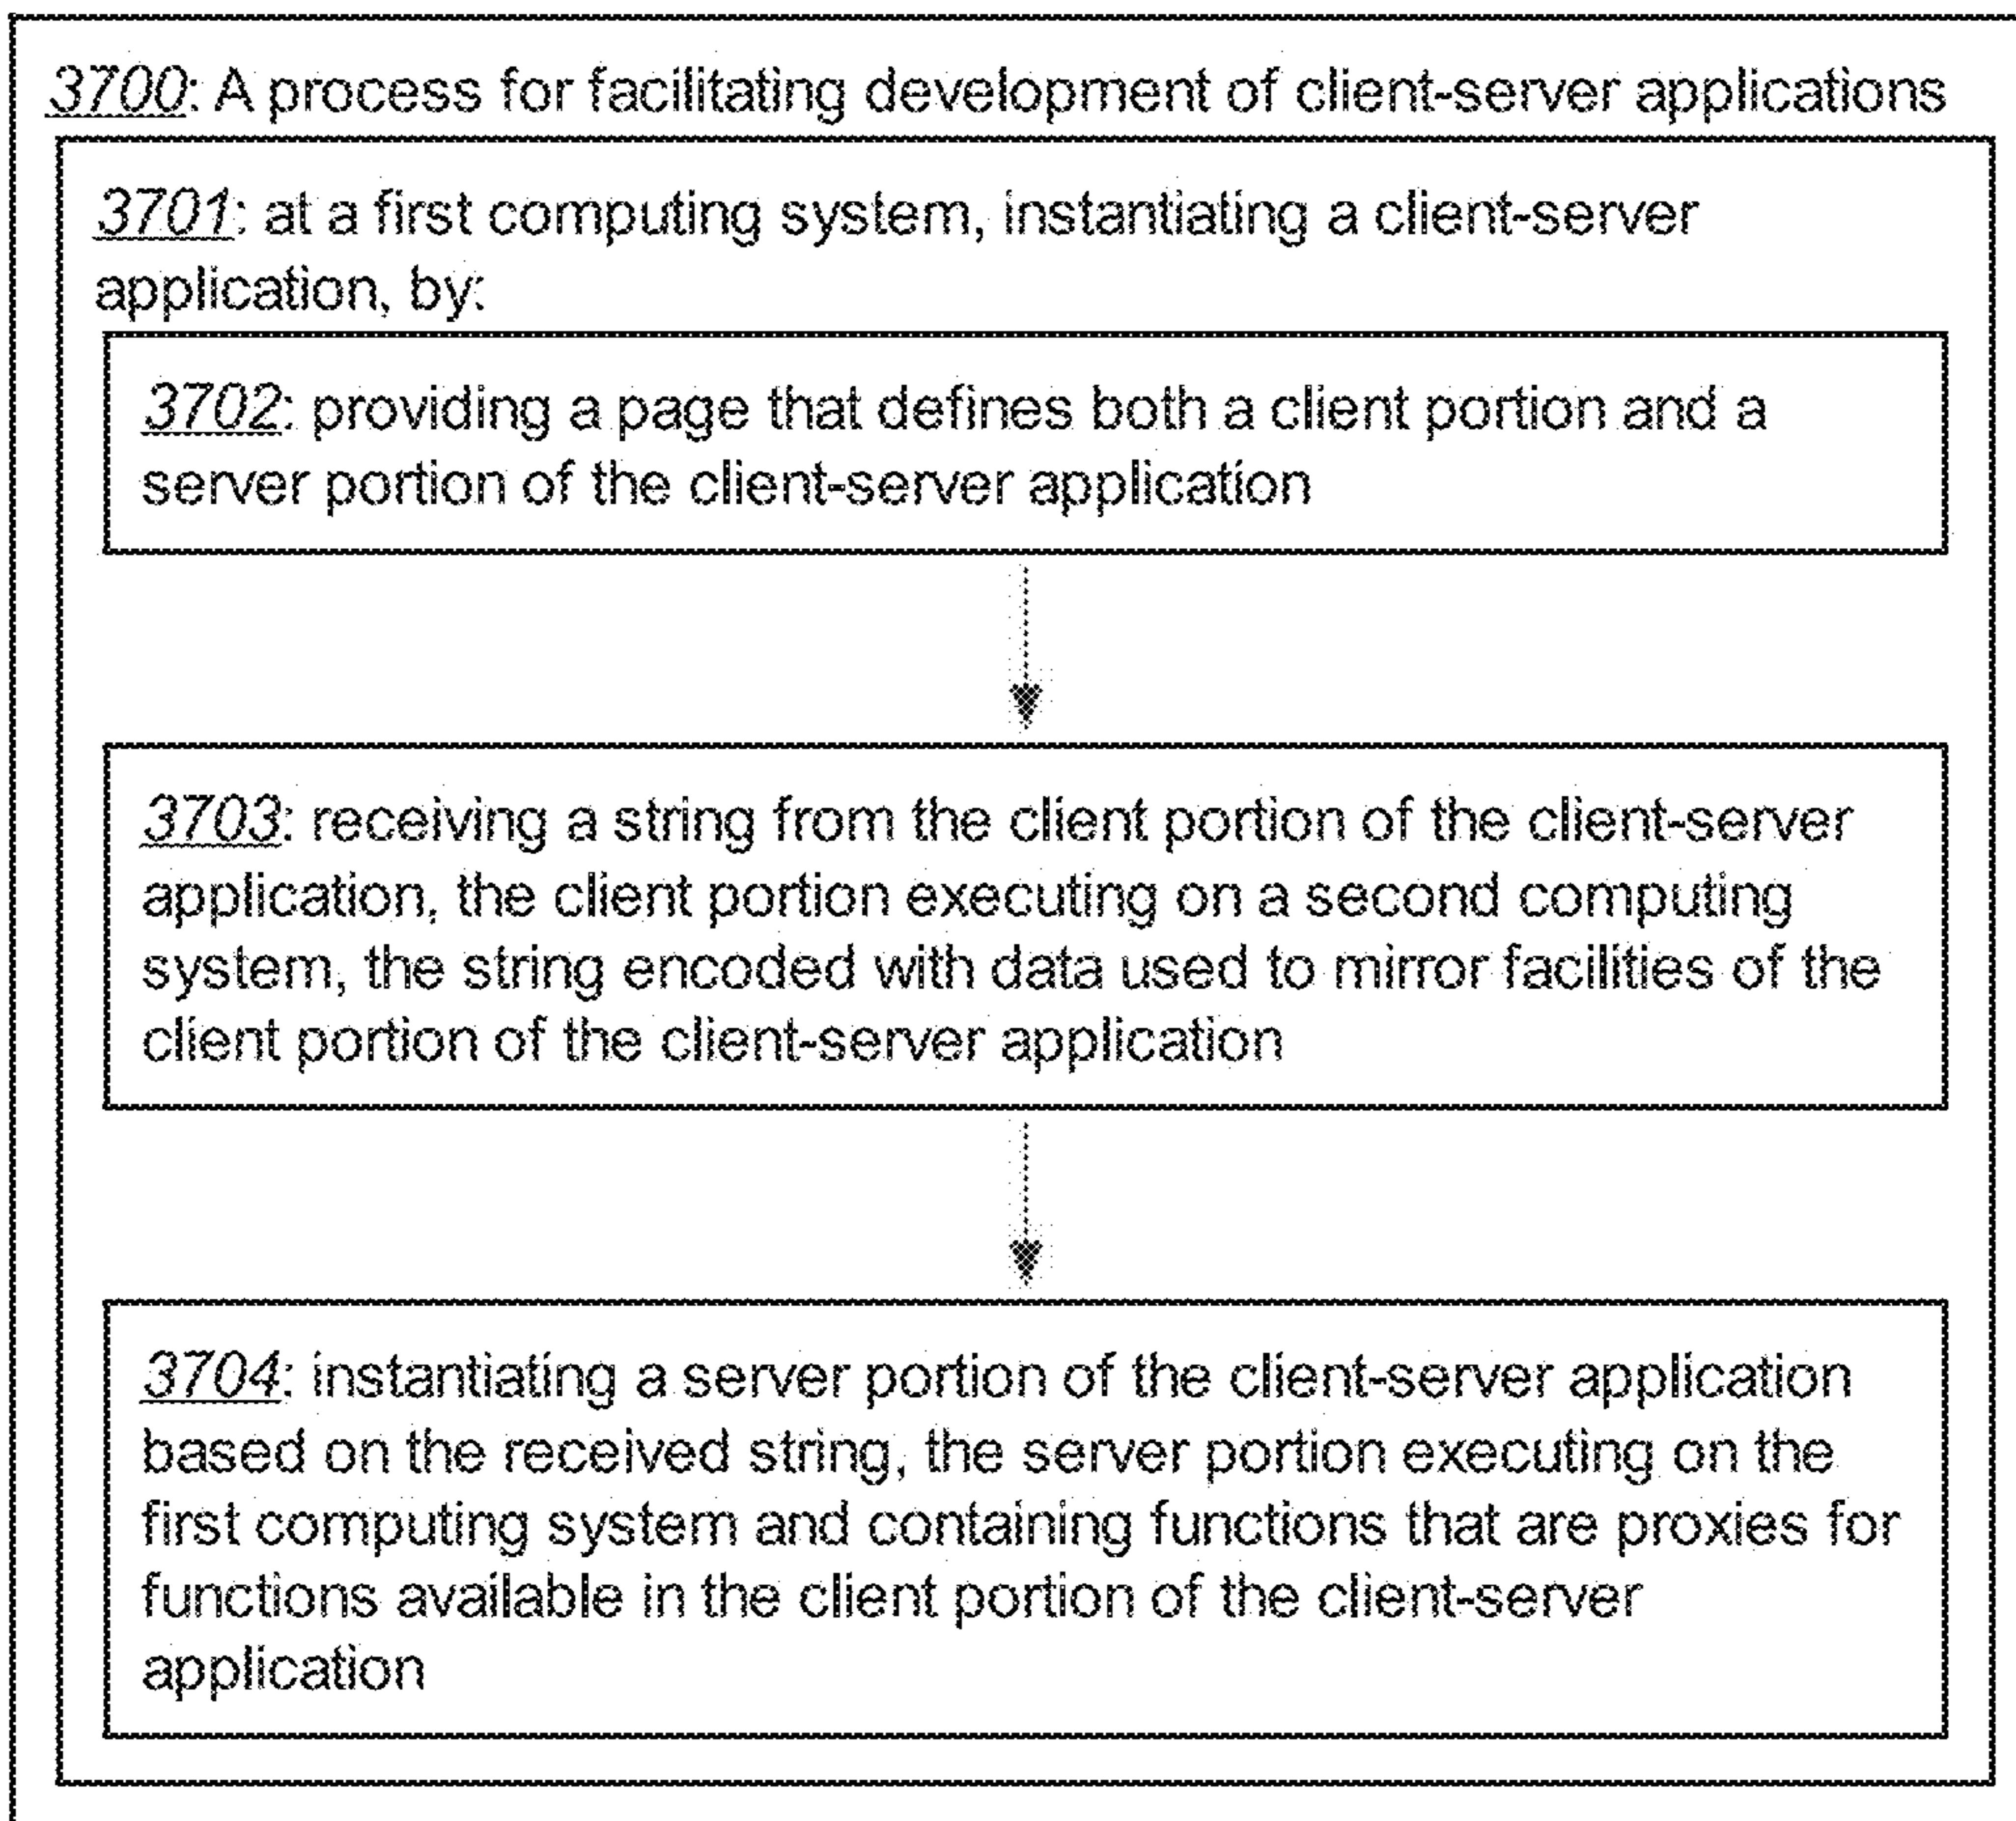 3700: A process for facilitating development of client-server applications
3701: at a first computing system, instantiating a client-server
application, by:
3702: providing a page that defines both a client portion and a
server portion of the client-server application
3703: receiving a string from the client portion of the client-server
application, the client portion executing on a second computing
system, the string encoded with data used to mirror facilities of the
client portion of the client-server application
3704: instantiating a server portion of the client-server application
based on the received string, the server portion executing on the
first computing system and containing functions that are proxies for
functions available in the client portion of the client-server
application